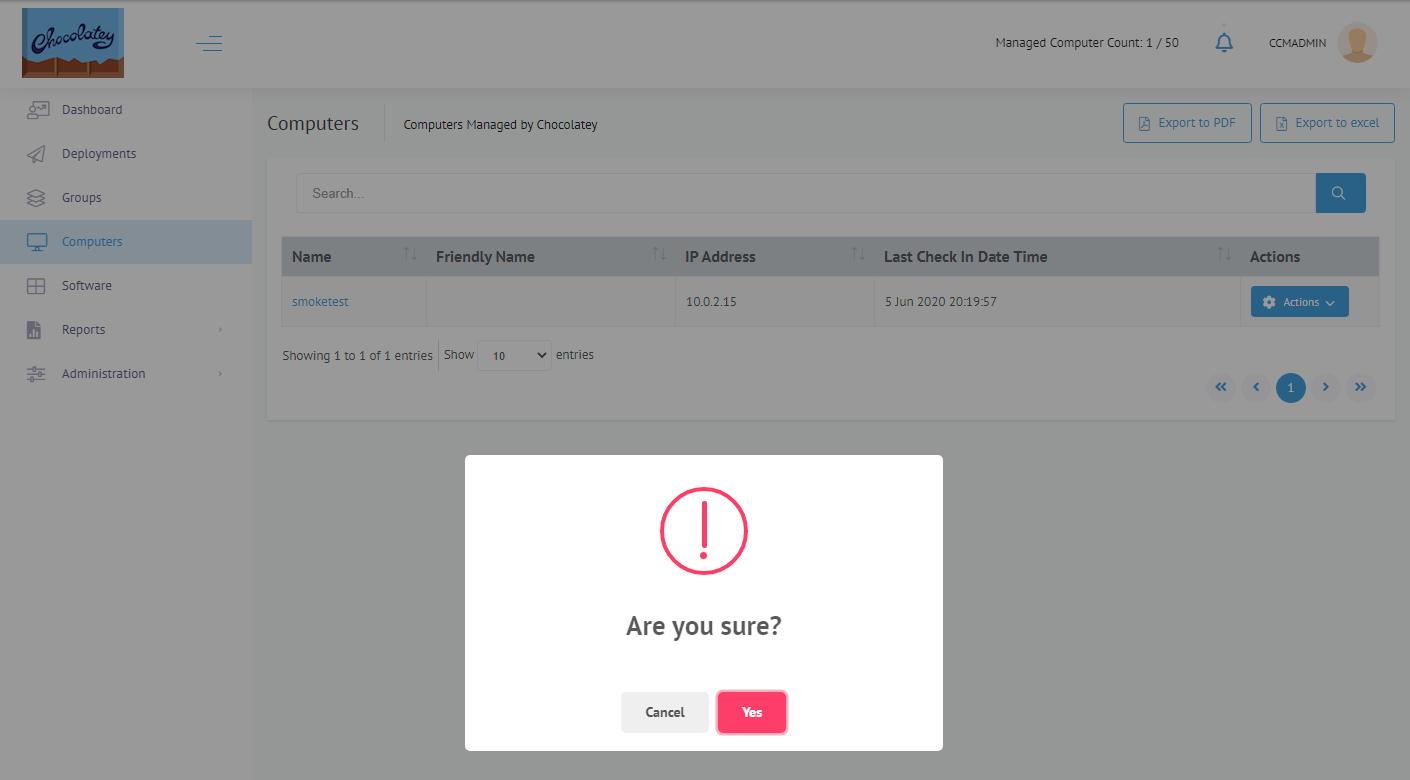 Chocolatey
Managed Computer Count: 1 / 50
CCMADMIN
Dashboard
Deployments
Groups
Computers
Software
Reports
Administration
Computers
Computers Managed by Chocolatey
Export to PDF
Export to excel
Search...
Name Friendly Name IP Address Last Check In Date Time Actions
smoketest 10.0.2.15 5 Jun 2020 20:19:57 Actions
Showing 1 to 1 of 1 entries Show 10 entries
1
Are you sure?
Cancel Yes